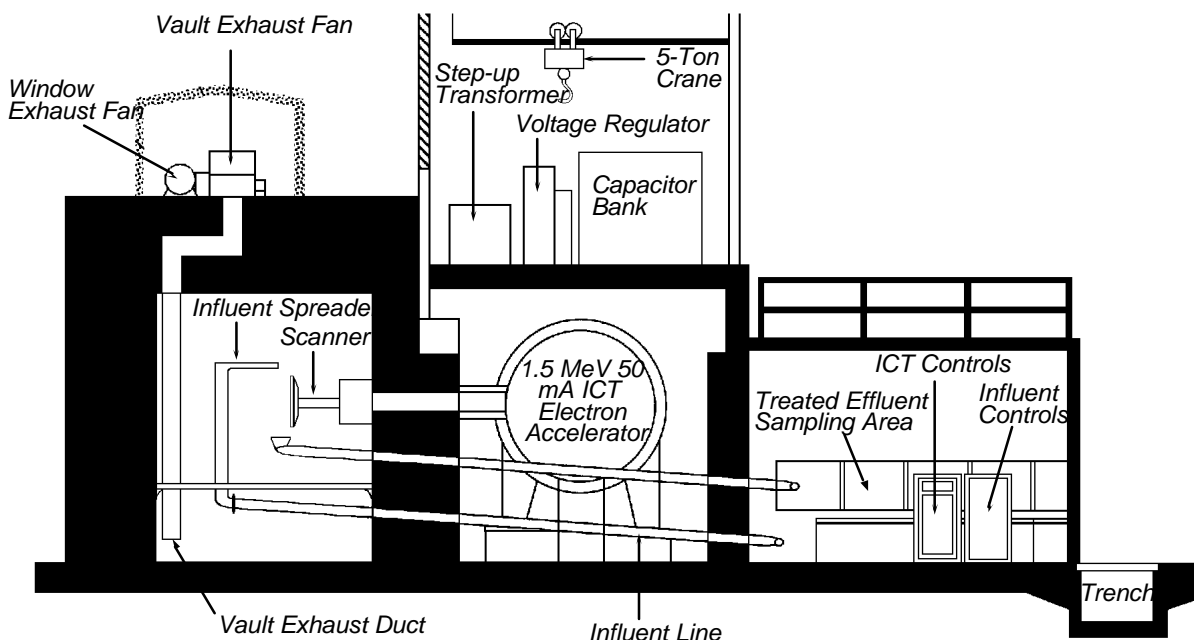 Vault Exhaust Fan
Window
Exhaust Fan
Step-up
Transformer
5-Ton
Crane
Voltage Regulator
Capacitor
Bank
Influent Spreade
Scanner
1.5 MeV 50
mA ICT
Electron
Accelerator
ICT Controls
Treated Effluent
Sampling Area
Influent
Controls
Trench
Vault Exhaust Duct
Influent Line